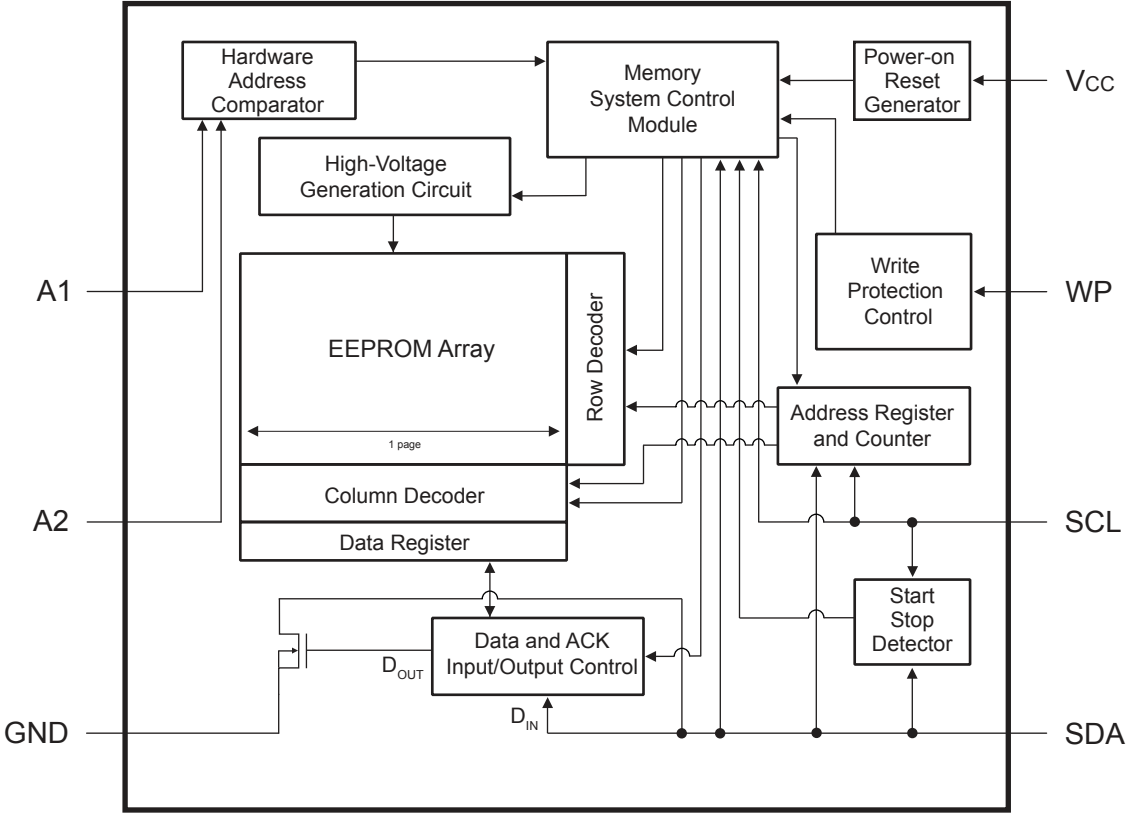 Hardware
Address
Comparator
Memory
System Control
Module
Power-on
Reset
Generator
VCC
High-Voltage
Generation Circuit
A1
EEPROM Array
Row Decoder
Write
Protection
Control
WP
1 page
Address Register
and Counter
Column Decoder
A2
Data Register
SCL
Start
Stop
Detector
Data and ACK
Input/Output Control
DOUT
DIN
GND
SDA